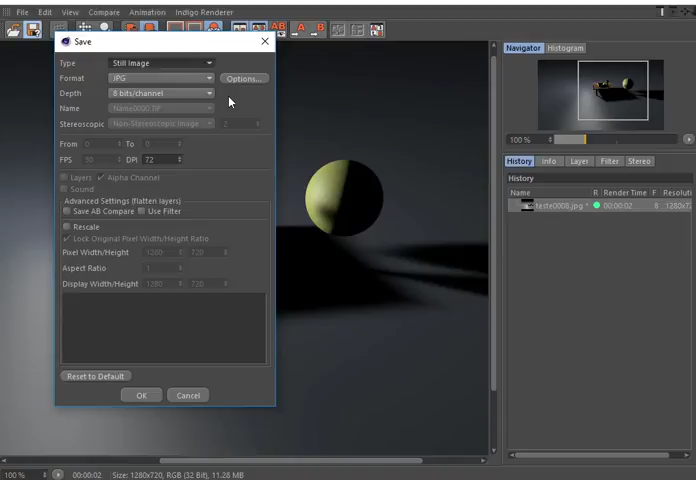 File Edit View Compare Animation Indigo Renderer
Save
Type Still Image
Format JPG Options...
Depth 8 bits/channel
Name Name0000.TIF
Stereoscopic Non-Stereoscopic Image 2
From 0 To 0
FPS 30 DPI 72
Layers Alpha Channel
Sound
Advanced Settings (flatten layers)
Save AB Compare Use Filter
Rescale
Lock Original Pixel Width/Height Ratio
Pixel Width/Height 1280 720
Aspect Ratio 1
Display Width/Height 1280 720
Reset to Default
OK Cancel
Navigator Histogram
100 %
History Info Layer Filter Stereo
History
Name R Render Time F Resolutio
teste0008.jpg * 00:00:02 8 1280x72
100 % 00:00:02 Size: 1280x720, RGB (32 Bit), 11.28 MB